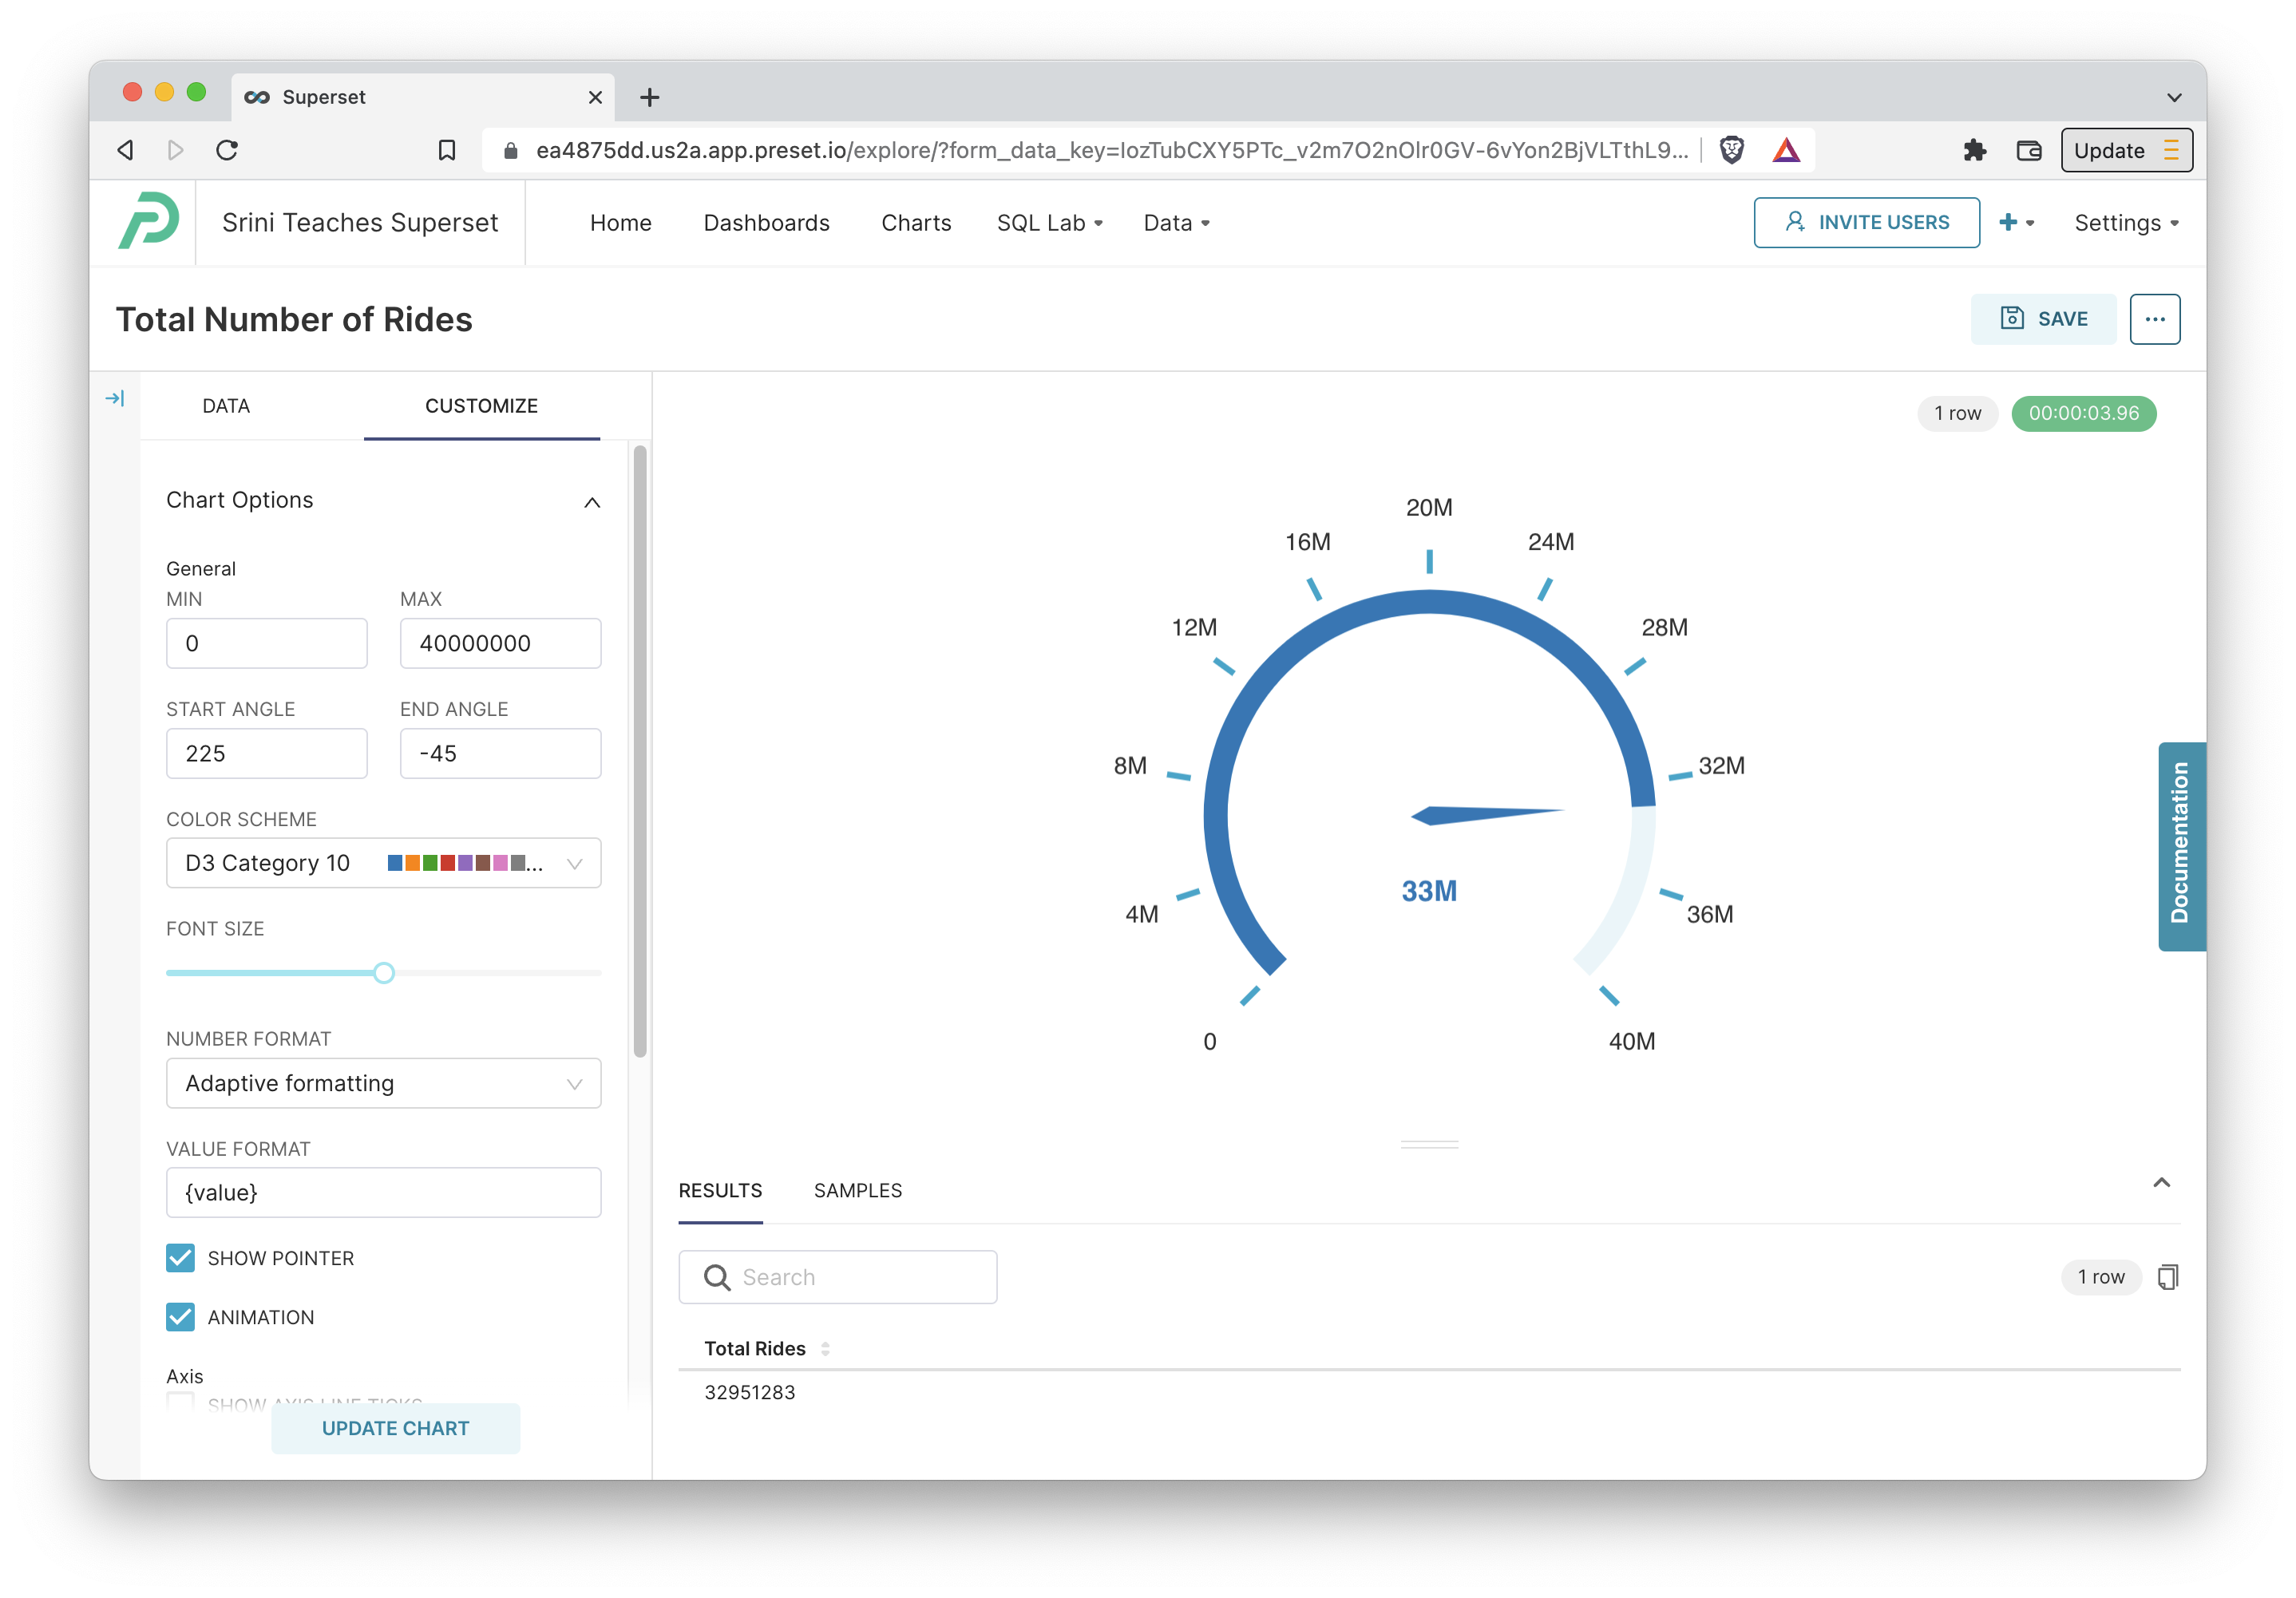 Superset
ea4875dd.us2a.app.preset.io/explore/?form_data_key=IozTubCXY5PTc_v2m7O2nOlr0GV-6vYon2BjVLTthL9...
Update
Srini Teaches Superset
Home Dashboards Charts SQL Lab Data
INVITE USERS
Settings
Total Number of Rides
SAVE
DATA CUSTOMIZE
Chart Options
General
MIN MAX
0 40000000
START ANGLE END ANGLE
225 -45
COLOR SCHEME
D3 Category 10 ...
FONT SIZE
NUMBER FORMAT
Adaptive formatting
VALUE FORMAT
{value}
SHOW POINTER
ANIMATION
Axis
SHOW AXIS LINE TICKS
UPDATE CHART
1 row 00:00:03.96
20M
16M 24M
12M 28M
8M 32M
33M
4M 36M
0 40M
Documentation
RESULTS SAMPLES
Search
1 row
Total Rides
32951283